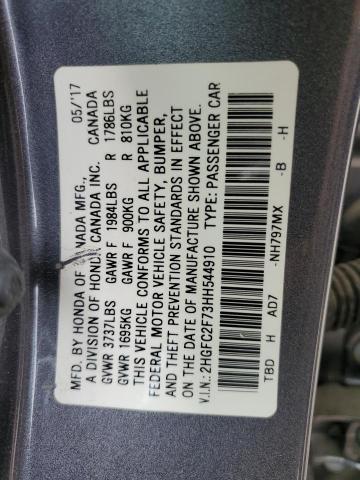 MFD. BY HONDA OF CANADA MFG., 05/'17
A DIVISION OF HONDA CANADA INC. CANADA
GVWR 3737LBS GAWR F 1984LBS R 1786LBS
GVWR 1695KG GAWR F 900KG R 810KG
THIS VEHICLE CONFORMS TO ALL APPLICABLE
FEDERAL MOTOR VEHICLE SAFETY, BUMPER,
AND THEFT PREVENTION STANDARDS IN EFFECT
ON THE DATE OF MANUFACTURE SHOWN ABOVE.
V.I.N.: 2HGFC2F73HH544910 TYPE: PASSENGER CAR
TBD H AD7 -NH797MX -B -H